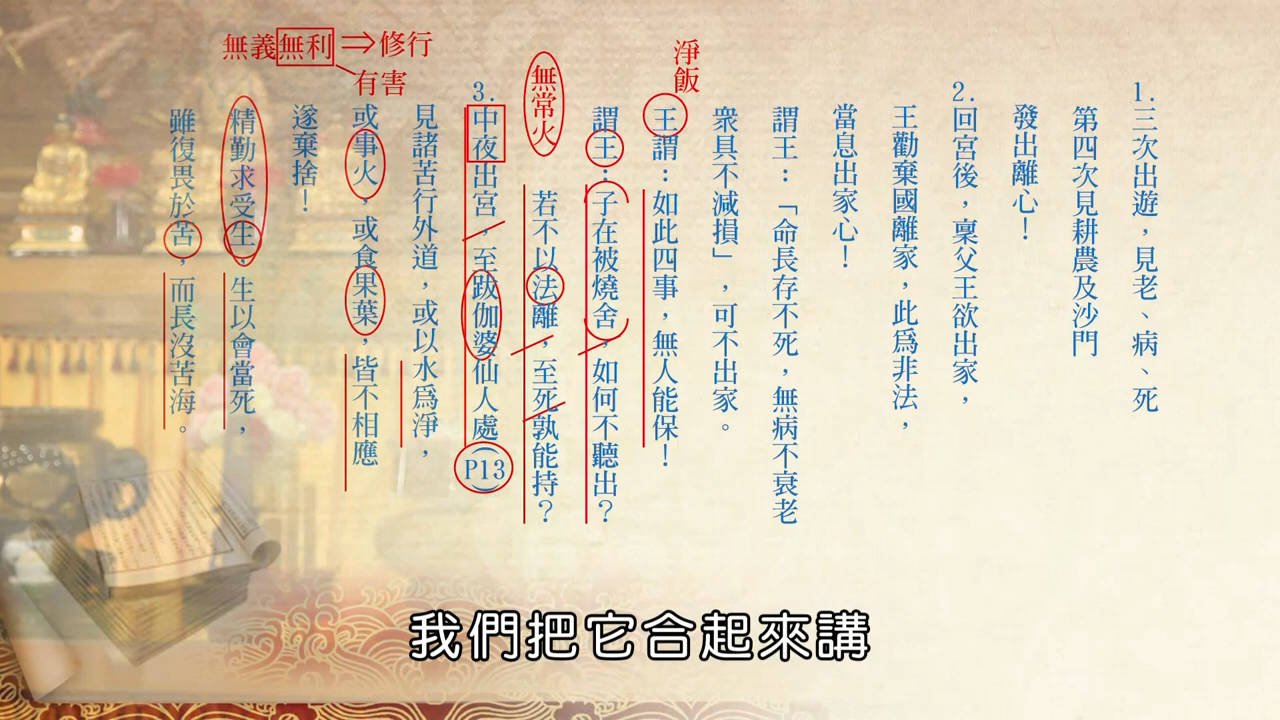 1.三次出遊，見老、病、死
第四次見耕農及沙門
發出離心！
2.回宮後，稟父王欲出家，
王勸棄國離家，此爲非法，
當息出家心！
謂王：「命長存不死，無病不衰老
衆具不減損」，可不出家。
淨飯
王謂：如此四事，無人能保！
謂王：子在被燒舍，如何不聽出？
無常火
若不以法離，至死孰能持？
3.中夜出宮，至跋伽婆仙人處(P13)
見諸苦行外道，或以水爲淨，
或事火，或食果葉，皆不相應
遂棄捨！
無義無利⇒修行
有害
精勤求受生，生以會當死，
雖復畏於苦，而長沒苦海。
我們把它合起來講